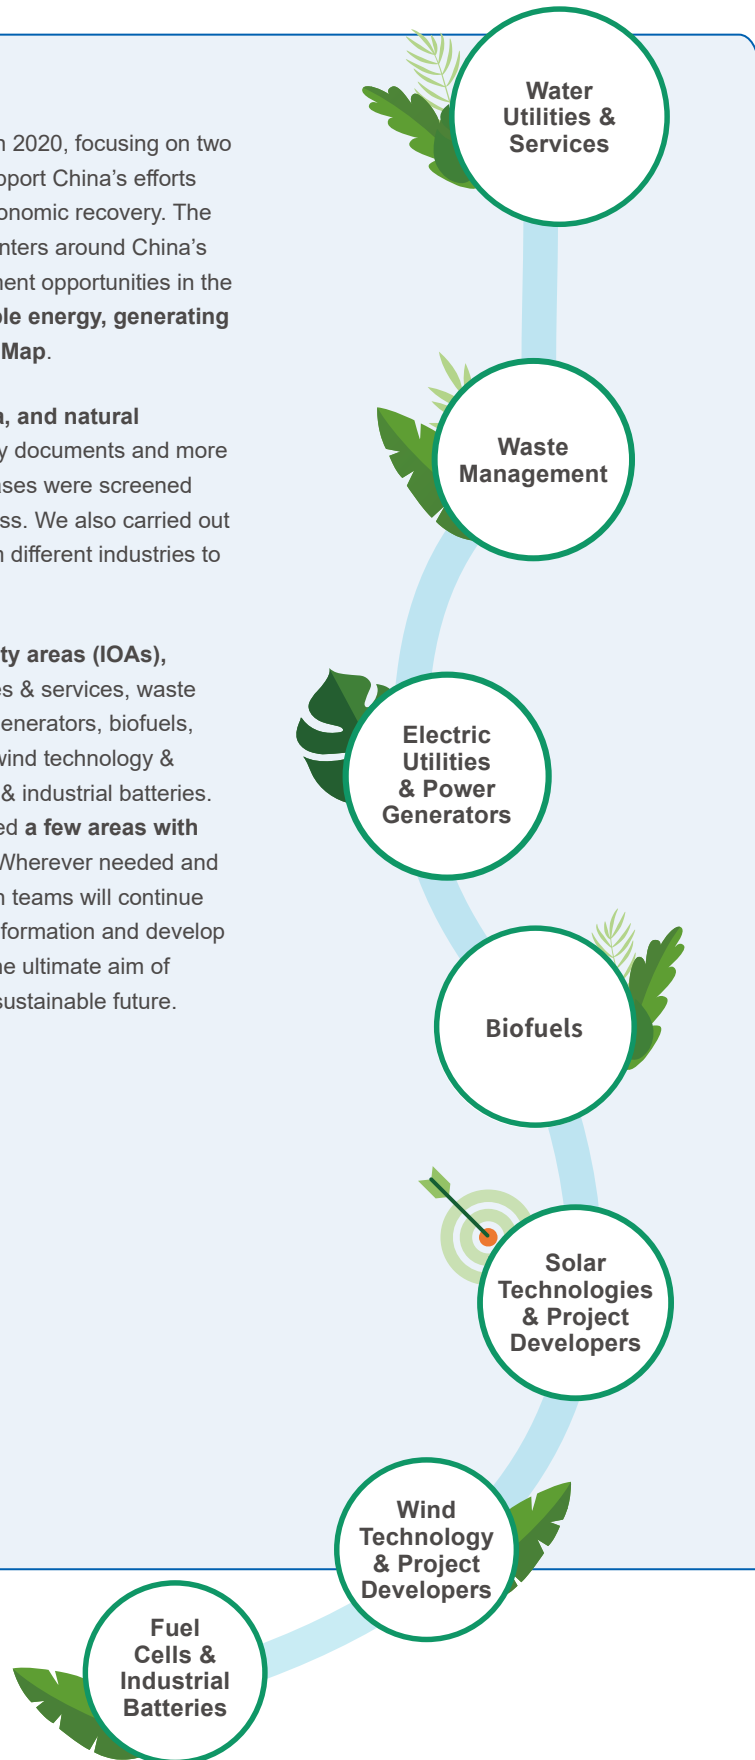 n 2020, focusing on two
pport China’s efforts
onomic recovery. The
nters around China’s
nent opportunities in the
ble energy, generating
Map.
a, and natural
y documents and more
ases were screened
ss. We also carried out
n different industries to
ty areas (IOAs),
es & services, waste
enerators, biofuels,
wind technology &
& industrial batteries.
ed a few areas with
Wherever needed and
n teams will continue
formation and develop
ne ultimate aim of
sustainable future.
Water
Utilities &
Services
Waste
Management
Electric
Utilities
& Power
Generators
Biofuels
Solar
Technologies
& Project
Developers
Wind
Technology
& Project
Developers
Fuel
Cells &
Industrial
Batteries